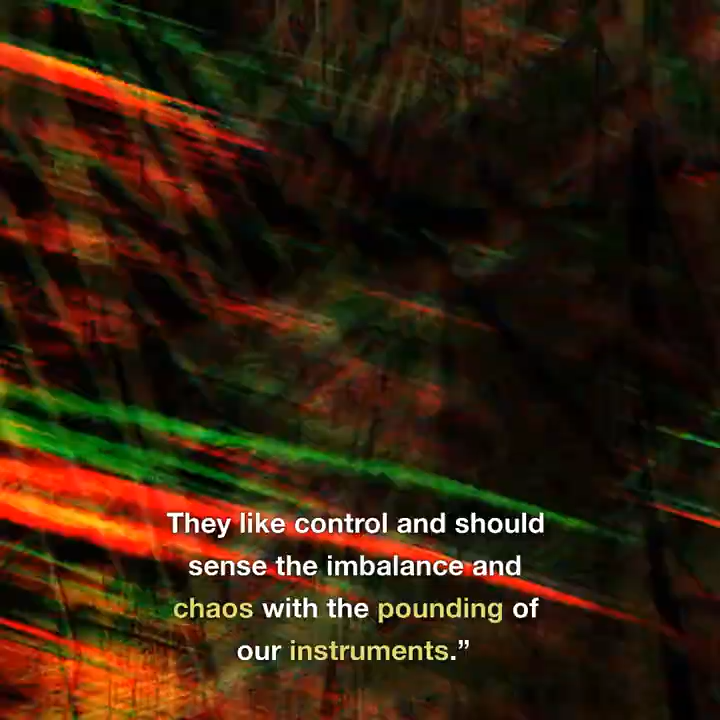 They like control and should
sense the imbalance and
chaos with the pounding of
our instruments.”